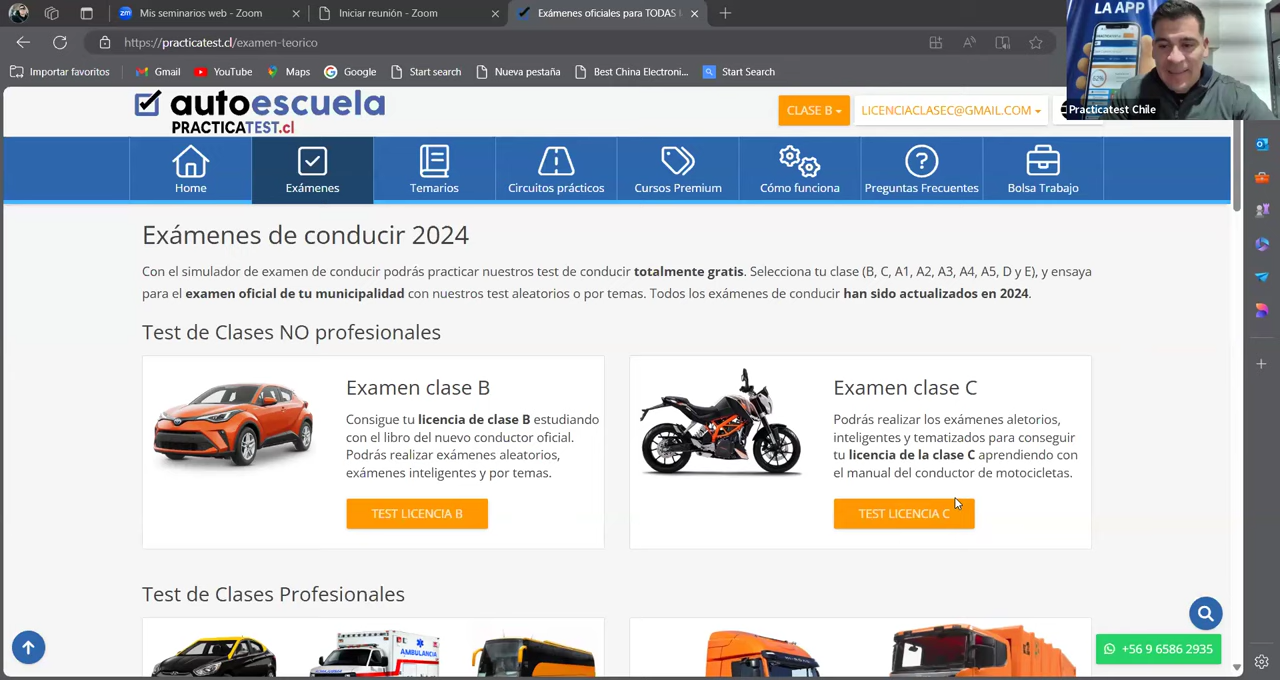 zm Mis seminarios web - Zoom
Iniciar reunión - Zoom
Exámenes oficiales para TODAS
https://practicatest.cl/examen-teorico
Importar favoritos
Gmail
YouTube
Maps
Google
Start search
Nueva pestaña
Best China Electroni...
Start Search
LA APP
Practicatest Chile
autoescuela
PRACTICATEST.cl
CLASE B
LICENCIACLASEC@GMAIL.COM
Home
Exámenes
Temarios
Circuitos prácticos
Cursos Premium
Cómo funciona
Preguntas Frecuentes
Bolsa Trabajo
Exámenes de conducir 2024
Con el simulador de examen de conducir podrás practicar nuestros test de conducir totalmente gratis. Selecciona tu clase (B, C, A1, A2, A3, A4, A5, D y E), y ensaya
para el examen oficial de tu municipalidad con nuestros test aleatorios o por temas. Todos los exámenes de conducir han sido actualizados en 2024.
Test de Clases NO profesionales
Examen clase B
Consigue tu licencia de clase B estudiando
con el libro del nuevo conductor oficial.
Podrás realizar exámenes aleatorios,
exámenes inteligentes y por temas.
TEST LICENCIA B
Examen clase C
Podrás realizar los exámenes aletorios,
inteligentes y tematizados para conseguir
tu licencia de la clase C aprendiendo con
el manual del conductor de motocicletas.
TEST LICENCIA C
Test de Clases Profesionales
AMBULANCIA
+56 9 6586 2935